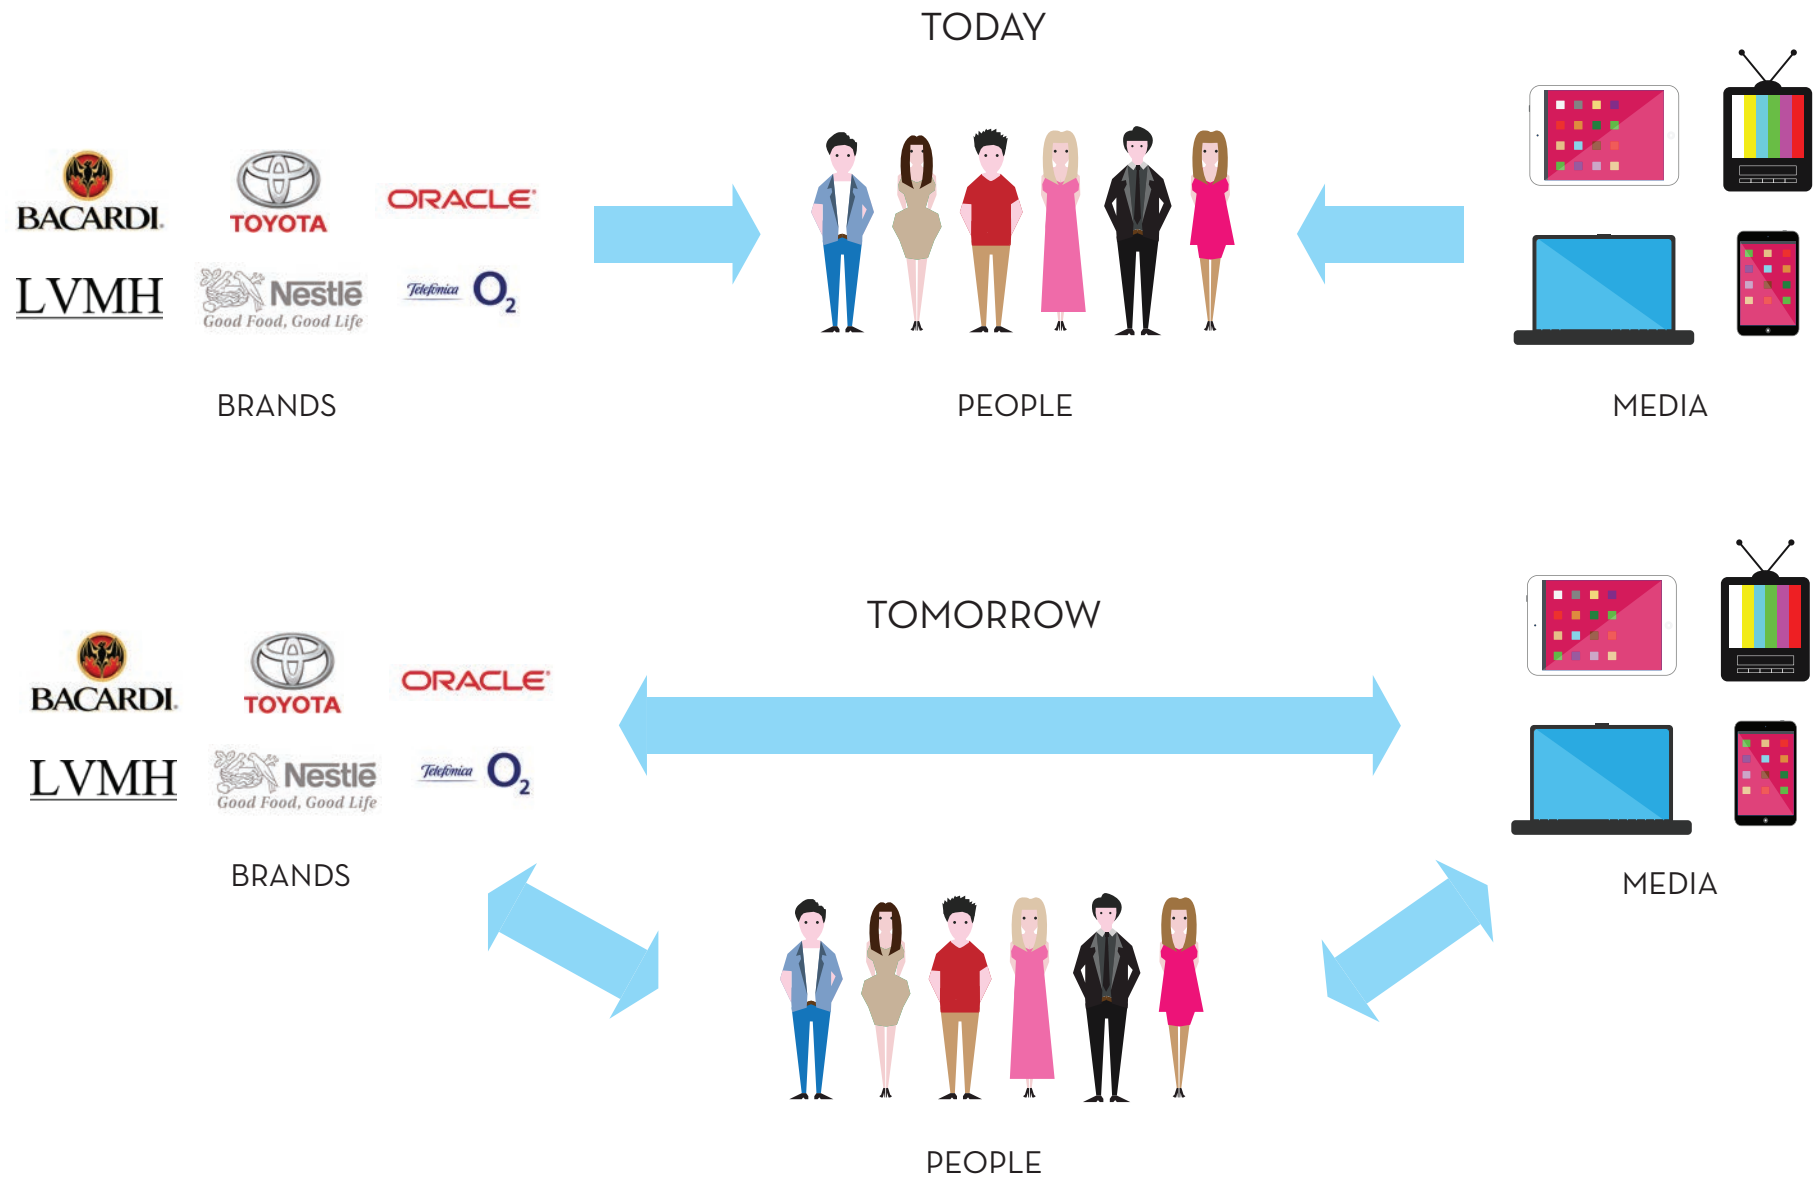 TODAY
BACARDI.
TOYOTA
ORACLE®
LVMH
Nestlé
Good Food, Good Life
Telefónica
O2
BRANDS
PEOPLE
MEDIA
TOMORROW
BACARDI.
TOYOTA
ORACLE®
LVMH
Nestlé
Good Food, Good Life
Telefónica
O2
BRANDS
MEDIA
PEOPLE